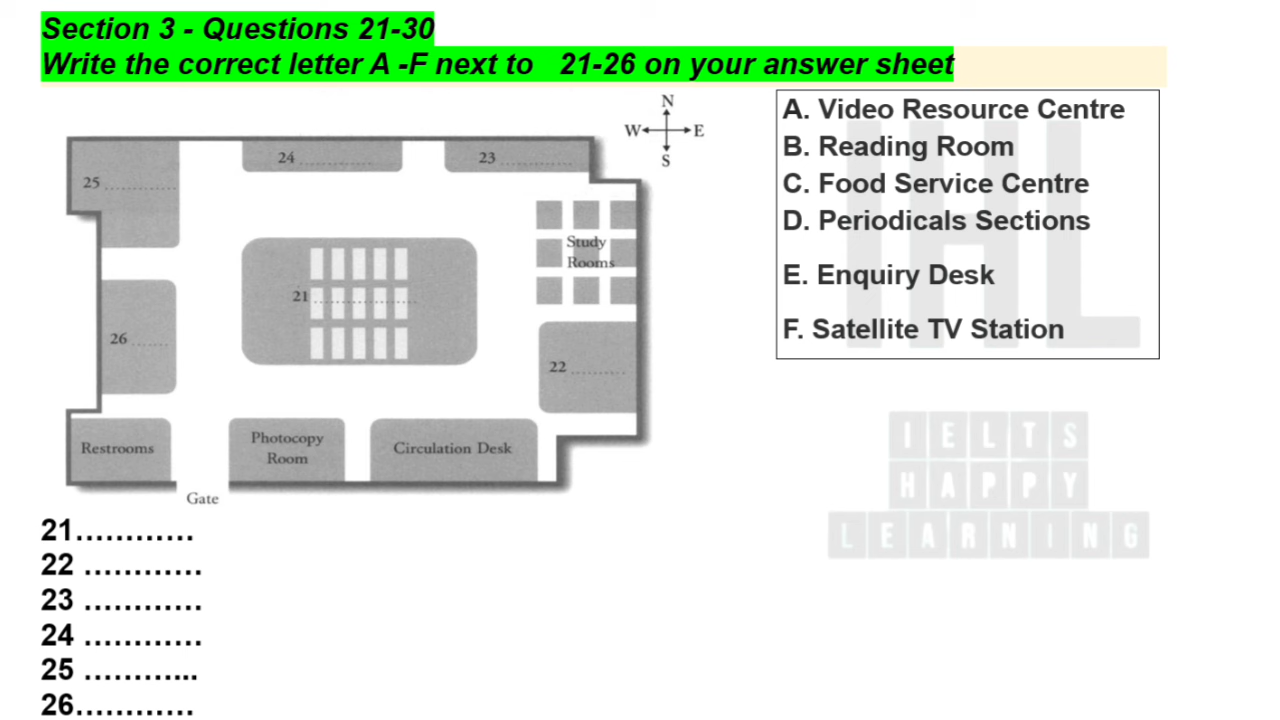 Section 3 - Questions 21-30
Write the correct letter A -F next to 21-26 on your answer sheet
N
W E
S
24 ............
23 ............
25 ............
Study
Rooms
21 ..................
26 ......
22 .........
Restrooms
Photocopy
Room
Circulation Desk
Gate
A. Video Resource Centre
B. Reading Room
C. Food Service Centre
D. Periodicals Sections
E. Enquiry Desk
F. Satellite TV Station
IHL
IELTS
HAPPY
LEARNING
21…………
22 …………
23 …………
24 …………
25 ………...
26…………